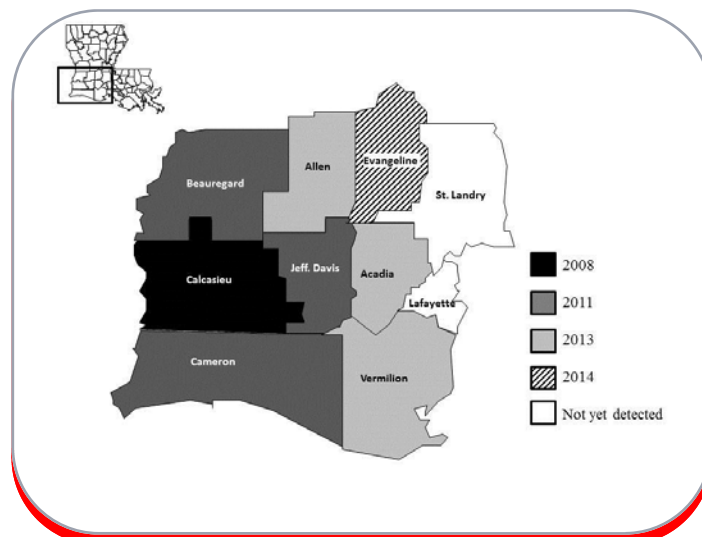 Evangeline
Allen
Beauregard
St. Landry
Jeff. Davis
Acadia
Calcasieu
Lafayette
Cameron
Vermilion
2008
2011
2013
2014
Not yet detected